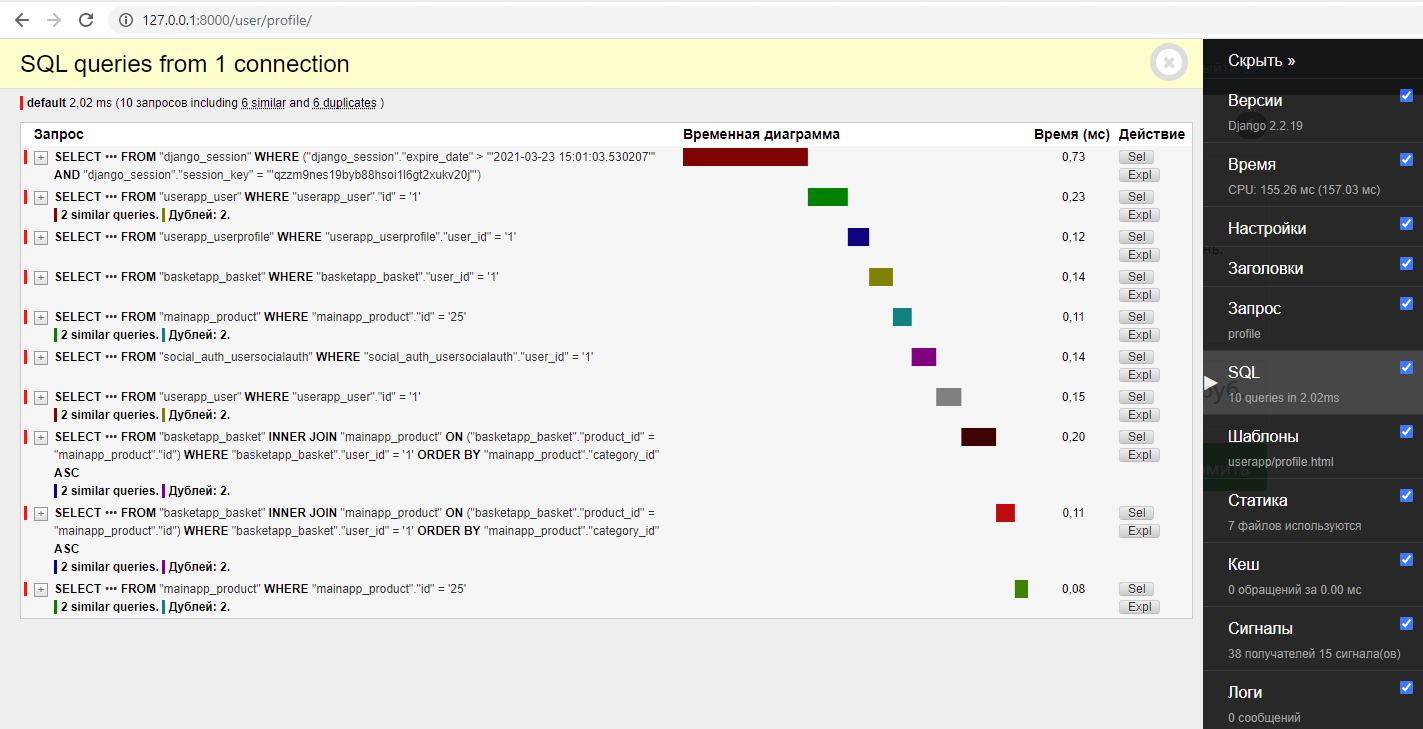 127.0.0.1:8000/user/profile/
SQL queries from 1 connection
default 2,02 ms (10 запросов including 6 similar and 6 duplicates )
Запрос Временная диаграмма Время (мс) Действие
+ SELECT ••• FROM "django_session" WHERE ("django_session"."expire_date" > '"'2021-03-23 15:01:03.530207'"' 0,73 Sel
AND "django_session"."session_key" = '"'qzzm9nes19byb88hsoi1l6gt2xukv20j'"') Expl
+ SELECT ••• FROM "userapp_user" WHERE "userapp_user"."id" = '1' 0,23 Sel
2 similar queries. Дублей: 2. Expl
+ SELECT ••• FROM "userapp_userprofile" WHERE "userapp_userprofile"."user_id" = '1' 0,12 Sel
Expl
+ SELECT ••• FROM "basketapp_basket" WHERE "basketapp_basket"."user_id" = '1' 0,14 Sel
Expl
+ SELECT ••• FROM "mainapp_product" WHERE "mainapp_product"."id" = '25' 0,11 Sel
2 similar queries. Дублей: 2. Expl
+ SELECT ••• FROM "social_auth_usersocialauth" WHERE "social_auth_usersocialauth"."user_id" = '1' 0,14 Sel
Expl
+ SELECT ••• FROM "userapp_user" WHERE "userapp_user"."id" = '1' 0,15 Sel
2 similar queries. Дублей: 2. Expl
+ SELECT ••• FROM "basketapp_basket" INNER JOIN "mainapp_product" ON ("basketapp_basket"."product_id" = 0,20 Sel
"mainapp_product"."id") WHERE "basketapp_basket"."user_id" = '1' ORDER BY "mainapp_product"."category_id" Expl
ASC
2 similar queries. Дублей: 2.
+ SELECT ••• FROM "basketapp_basket" INNER JOIN "mainapp_product" ON ("basketapp_basket"."product_id" = 0,11 Sel
"mainapp_product"."id") WHERE "basketapp_basket"."user_id" = '1' ORDER BY "mainapp_product"."category_id" Expl
ASC
2 similar queries. Дублей: 2.
+ SELECT ••• FROM "mainapp_product" WHERE "mainapp_product"."id" = '25' 0,08 Sel
2 similar queries. Дублей: 2. Expl
Скрыть »
Версии
Django 2.2.19
Время
CPU: 155.26 мс (157.03 мс)
Настройки
Заголовки
Запрос
profile
SQL
10 queries in 2.02ms
Шаблоны
userapp/profile.html
Статика
7 файлов используются
Кеш
0 обращений за 0.00 мс
Сигналы
38 получателей 15 сигнала(ов)
Логи
0 сообщений